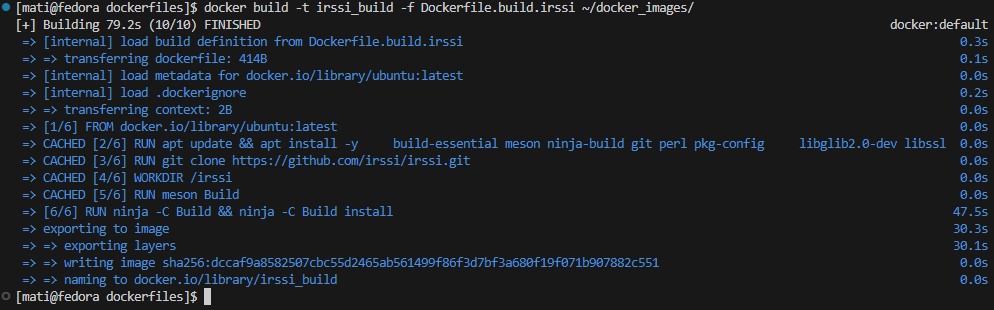 [mati@fedora dockerfiles]$ docker build -t irssi_build -f Dockerfile.build.irssi ~/docker_images/
[+] Building 79.2s (10/10) FINISHED docker:default
=> [internal] load build definition from Dockerfile.build.irssi 0.3s
=> => transferring dockerfile: 414B 0.1s
=> [internal] load metadata for docker.io/library/ubuntu:latest 0.0s
=> [internal] load .dockerignore 0.2s
=> => transferring context: 2B 0.0s
=> [1/6] FROM docker.io/library/ubuntu:latest 0.0s
=> CACHED [2/6] RUN apt update && apt install -y     build-essential meson ninja-build git perl pkg-config     libglib2.0-dev libssl 0.0s
=> CACHED [3/6] RUN git clone https://github.com/irssi/irssi.git 0.0s
=> CACHED [4/6] WORKDIR /irssi 0.0s
=> CACHED [5/6] RUN meson Build 0.0s
=> [6/6] RUN ninja -C Build && ninja -C Build install 47.5s
=> exporting to image 30.3s
=> => exporting layers 30.1s
=> => writing image sha256:dccaf9a8582507cbc55d2465ab561499f86f3d7bf3a680f19f071b907882c551 0.0s
=> => naming to docker.io/library/irssi_build 0.0s
[mati@fedora dockerfiles]$